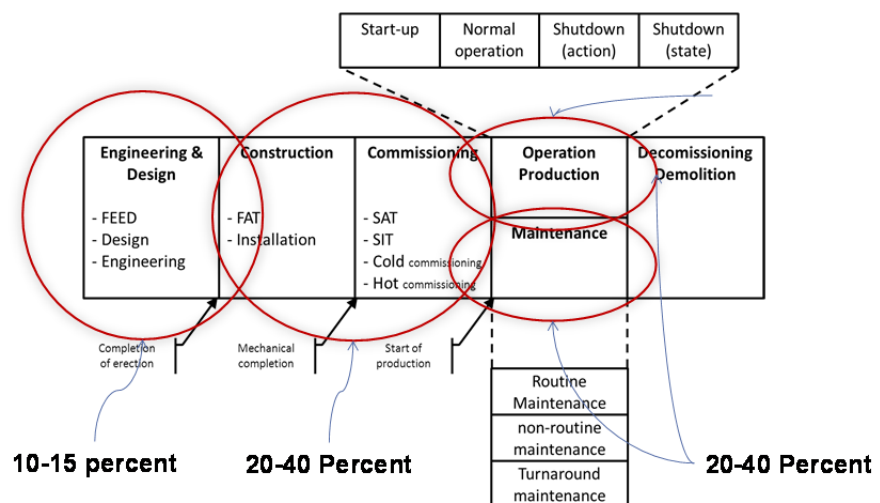 Start-up
Normal
operation
Shutdown
(action)
Shutdown
(state)
Engineering &
Design
- FEED
- Design
- Engineering
Construction
- FAT
- Installation
Commissioning
- SAT
- SIT
- Cold commissioning
- Hot commissioning
Operation
Production
Maintenance
Decomissioning
Demolition
Completion
of erection
Mechanical
completion
Start of
production
Routine
Maintenance
non-routine
maintenance
Turnaround
maintenance
10-15 percent
20-40 Percent
20-40 Percent